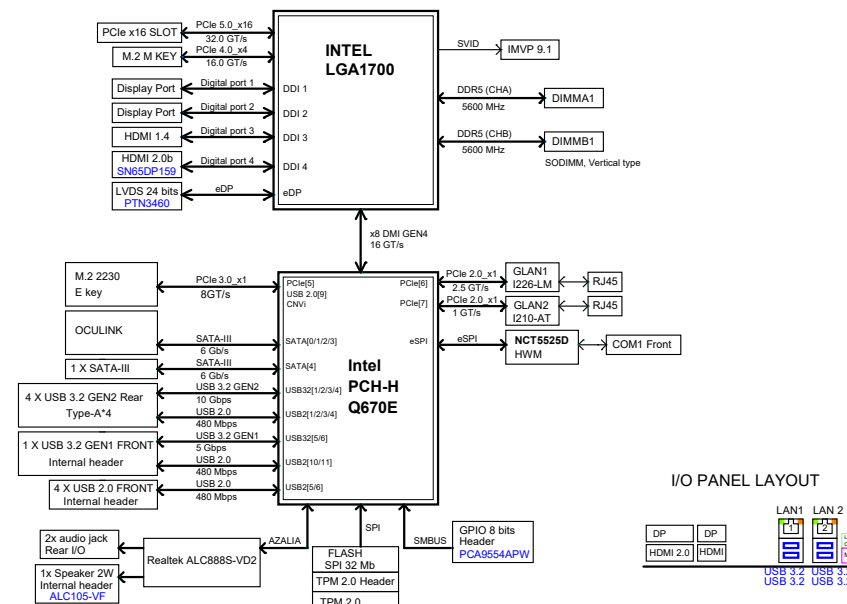 PCIe x16 SLOT
PCIe 5.0_x16
32.0 GT/s
M.2 M KEY
PCIe 4.0_x4
16.0 GT/s
Display Port
Digital port 1
DDI 1
Display Port
Digital port 2
DDI 2
HDMI 1.4
Digital port 3
DDI 3
HDMI 2.0b
SN65DP159
Digital port 4
DDI 4
LVDS 24 bits
PTN3460
eDP
eDP
INTEL
LGA1700
SVID
IMVP 9.1
DDR5 (CHA)
5600 MHz
DIMMA1
DDR5 (CHB)
5600 MHz
DIMMB1
SODIMM, Vertical type
x8 DMI GEN4
16 GT/s
M.2 2230
E key
PCIe 3.0_x1
8GT/s
PCIe[5]
USB 2.0[9]
CNVi
OCULINK
SATA-III
6 Gb/s
SATA[0/1/2/3]
1 X SATA-III
SATA-III
6 Gb/s
SATA[4]
4 X USB 3.2 GEN2 Rear
Type-A*4
USB 3.2 GEN2
10 Gbps
USB32[1/2/3/4]
USB 2.0
480 Mbps
USB2[1/2/3/4]
1 X USB 3.2 GEN1 FRONT
Internal header
USB 3.2 GEN1
5 Gbps
USB32[5/6]
USB 2.0
480 Mbps
USB2[10/11]
4 X USB 2.0 FRONT
Internal header
USB 2.0
480 Mbps
USB2[5/6]
Intel
PCH-H
Q670E
PCIe[6]
PCIe 2.0_x1
2.5 GT/s
GLAN1
I226-LM
RJ45
PCIe[7]
PCIe 2.0_x1
1 GT/s
GLAN2
I210-AT
RJ45
eSPI
eSPI
NCT5525D
HWM
COM1 Front
2x audio jack
Rear I/O
1x Speaker 2W
Internal header
ALC105-VF
Realtek ALC888S-VD2
AZALIA
SPI
FLASH
SPI 32 Mb
TPM 2.0 Header
TPM 2.0
SMBUS
GPIO 8 bits
Header
PCA9554APW
I/O PANEL LAYOUT
LAN1
LAN 2
1
2
DP
DP
HDMI 2.0
HDMI
USB 3.2
USB 3.2
USB 3.
USB 3.